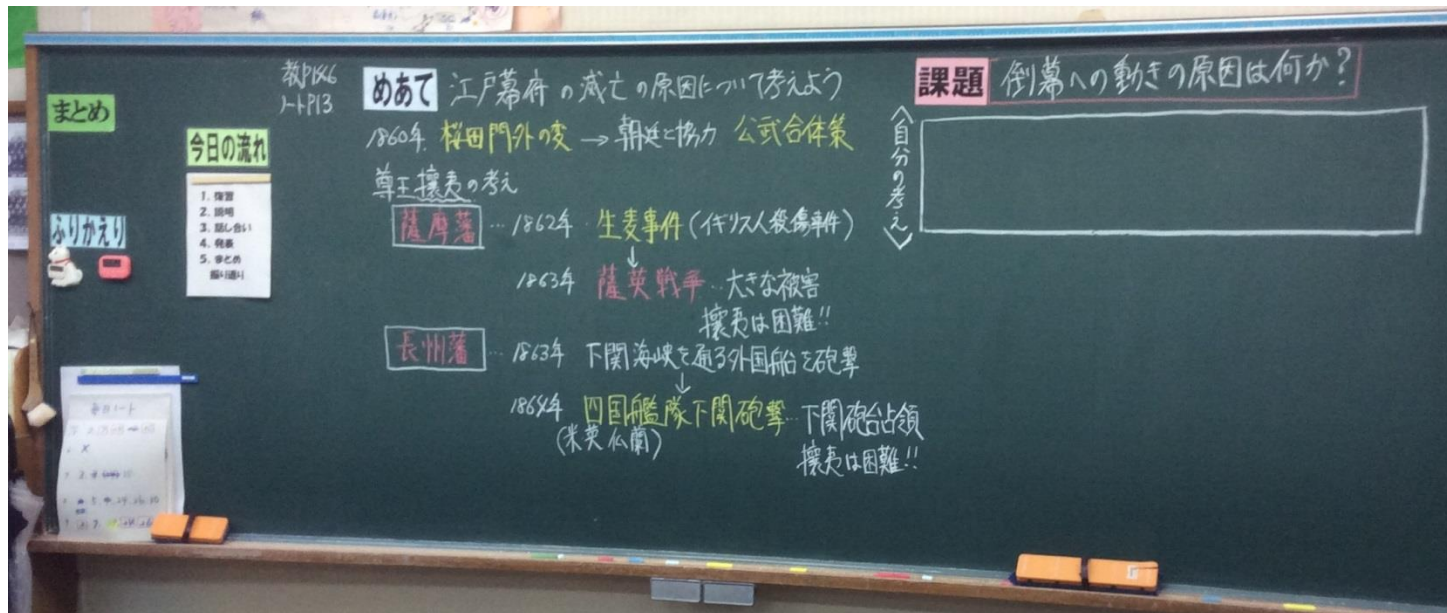 教P186
ノートP13
めあて 江戸幕府の滅亡の原因について考えよう
1860年 桜田門外の変 → 朝廷と協力 公武合体策
尊王攘夷の考え
薩摩藩 … 1862年 生麦事件 (イギリス人殺傷事件)
↓
1863年 薩英戦争 … 大きな被害
攘夷は困難!!
長州藩 … 1863年 下関海峡を通る外国船を砲撃
↓
1864年 四国艦隊下関砲撃 … 下関砲台占領
(米英仏蘭)
攘夷は困難!!
課題 倒幕への動きの原因は何か?
<自分の考え>
まとめ
今日の流れ
1. 復習
2. 説明
3. 話し合い
4. 発表
5. まとめ
振り返り
ふりかえり
毎日ノート